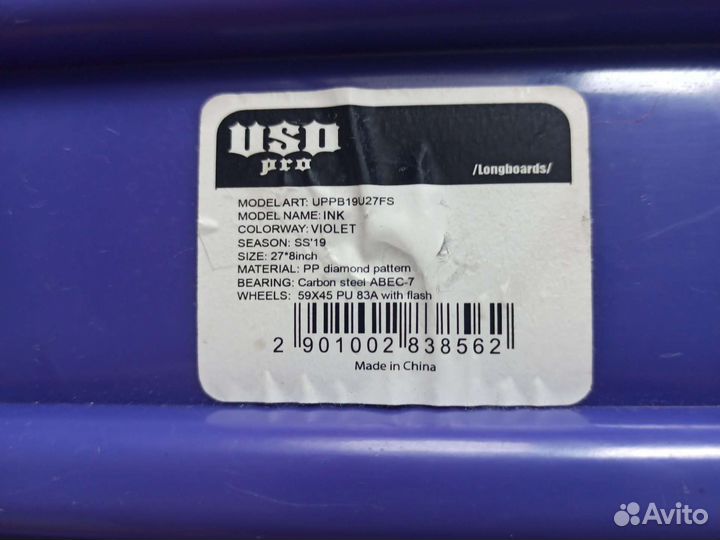 USD
pro
/Longboards/
MODEL ART: UPPB19U27FS
MODEL NAME: INK
COLORWAY: VIOLET
SEASON: SS'19
SIZE: 27*8inch
MATERIAL: PP diamond pattern
BEARING: Carbon steel ABEC-7
WHEELS: 59X45 PU 83A with flash
2 901002 838562
Made in China
Avito